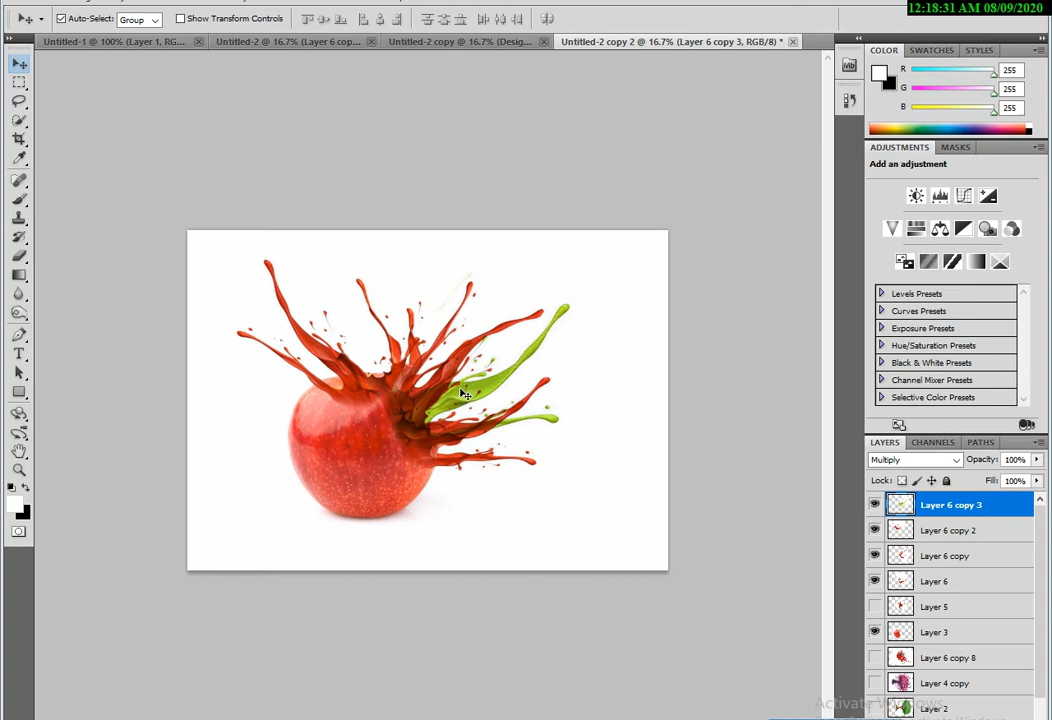 12:18:31 AM 08/09/2020
Auto-Select: Group Show Transform Controls
Untitled-1 @ 100% (Layer 1, RG... Untitled-2 @ 16.7% (Layer 6 cop... Untitled-2 copy @ 16.7% (Desig... Untitled-2 copy 2 @ 16.7% (Layer 6 copy 3, RGB/8) *
COLOR SWATCHES STYLES
R 255
G 255
B 255
Mb
ADJUSTMENTS MASKS
Add an adjustment
Levels Presets
Curves Presets
Exposure Presets
Hue/Saturation Presets
Black & White Presets
Channel Mixer Presets
Selective Color Presets
LAYERS CHANNELS PATHS
Multiply Opacity: 100%
Lock: Fill: 100%
Layer 6 copy 3
Layer 6 copy 2
Layer 6 copy
Layer 6
Layer 5
Layer 3
Layer 6 copy 8
Layer 4 copy
Layer 2
Activate Windows